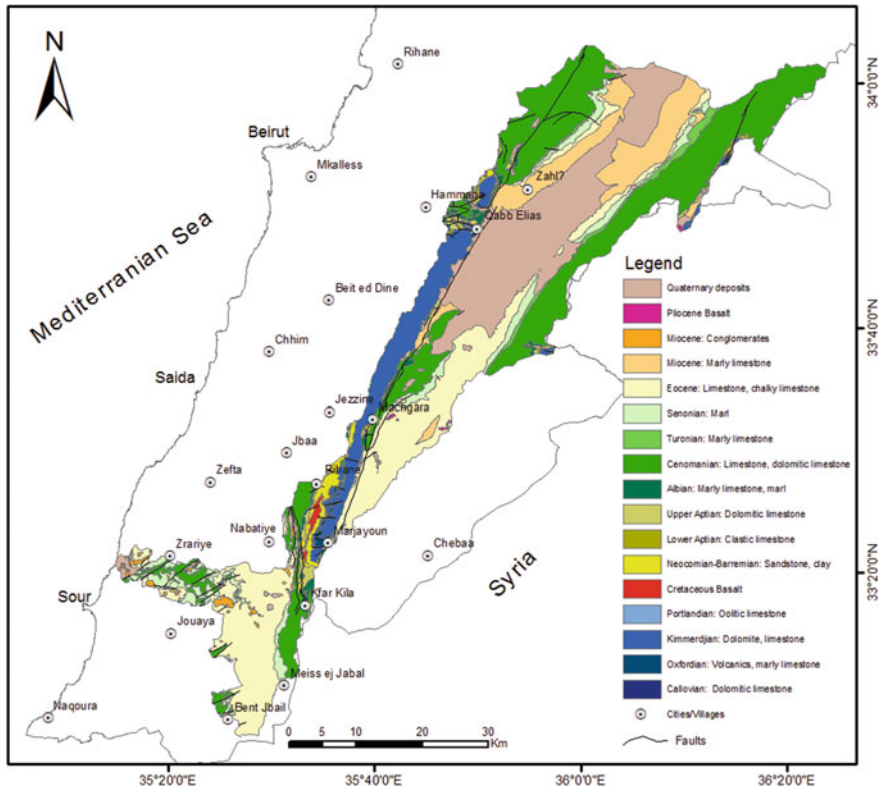 N
Rihane
34°0'0"N
Beirut
Mkalless
Hammana
Zahl?
Qabb Elias
Mediterranian Sea
Beit ed Dine
Chhim
33°40'0"N
Saida
Jezzine
Machgara
Jbaa
Zefta
Rihane
Nabatiye
Marjayoun
Chebaa
Zrariye
Syria
33°20'0"N
Sour
Kfar Kila
Jouaya
Meiss ej Jabal
Naqoura
Bent Jbail
0 5 10 20 30
Km
35°20'0"E 35°40'0"E 36°0'0"E 36°20'0"E
Legend
Quaternary deposits
Pliocene Basalt
Miocene: Conglomerates
Miocene: Marly limestone
Eocene: Limestone, chalky limestone
Senonian: Marl
Turonian: Marly limestone
Cenomanian: Limestone, dolomitic limestone
Albian: Marly limestone, marl
Upper Aptian: Dolomitic limestone
Lower Aptian: Clastic limestone
Neocomian-Barremian: Sandstone, clay
Cretaceous Basalt
Portlandian: Oolitic limestone
Kimmerdjian: Dolomite, limestone
Oxfordian: Volcanics, marly limestone
Callovian: Dolomitic limestone
Cities/Villages
Faults